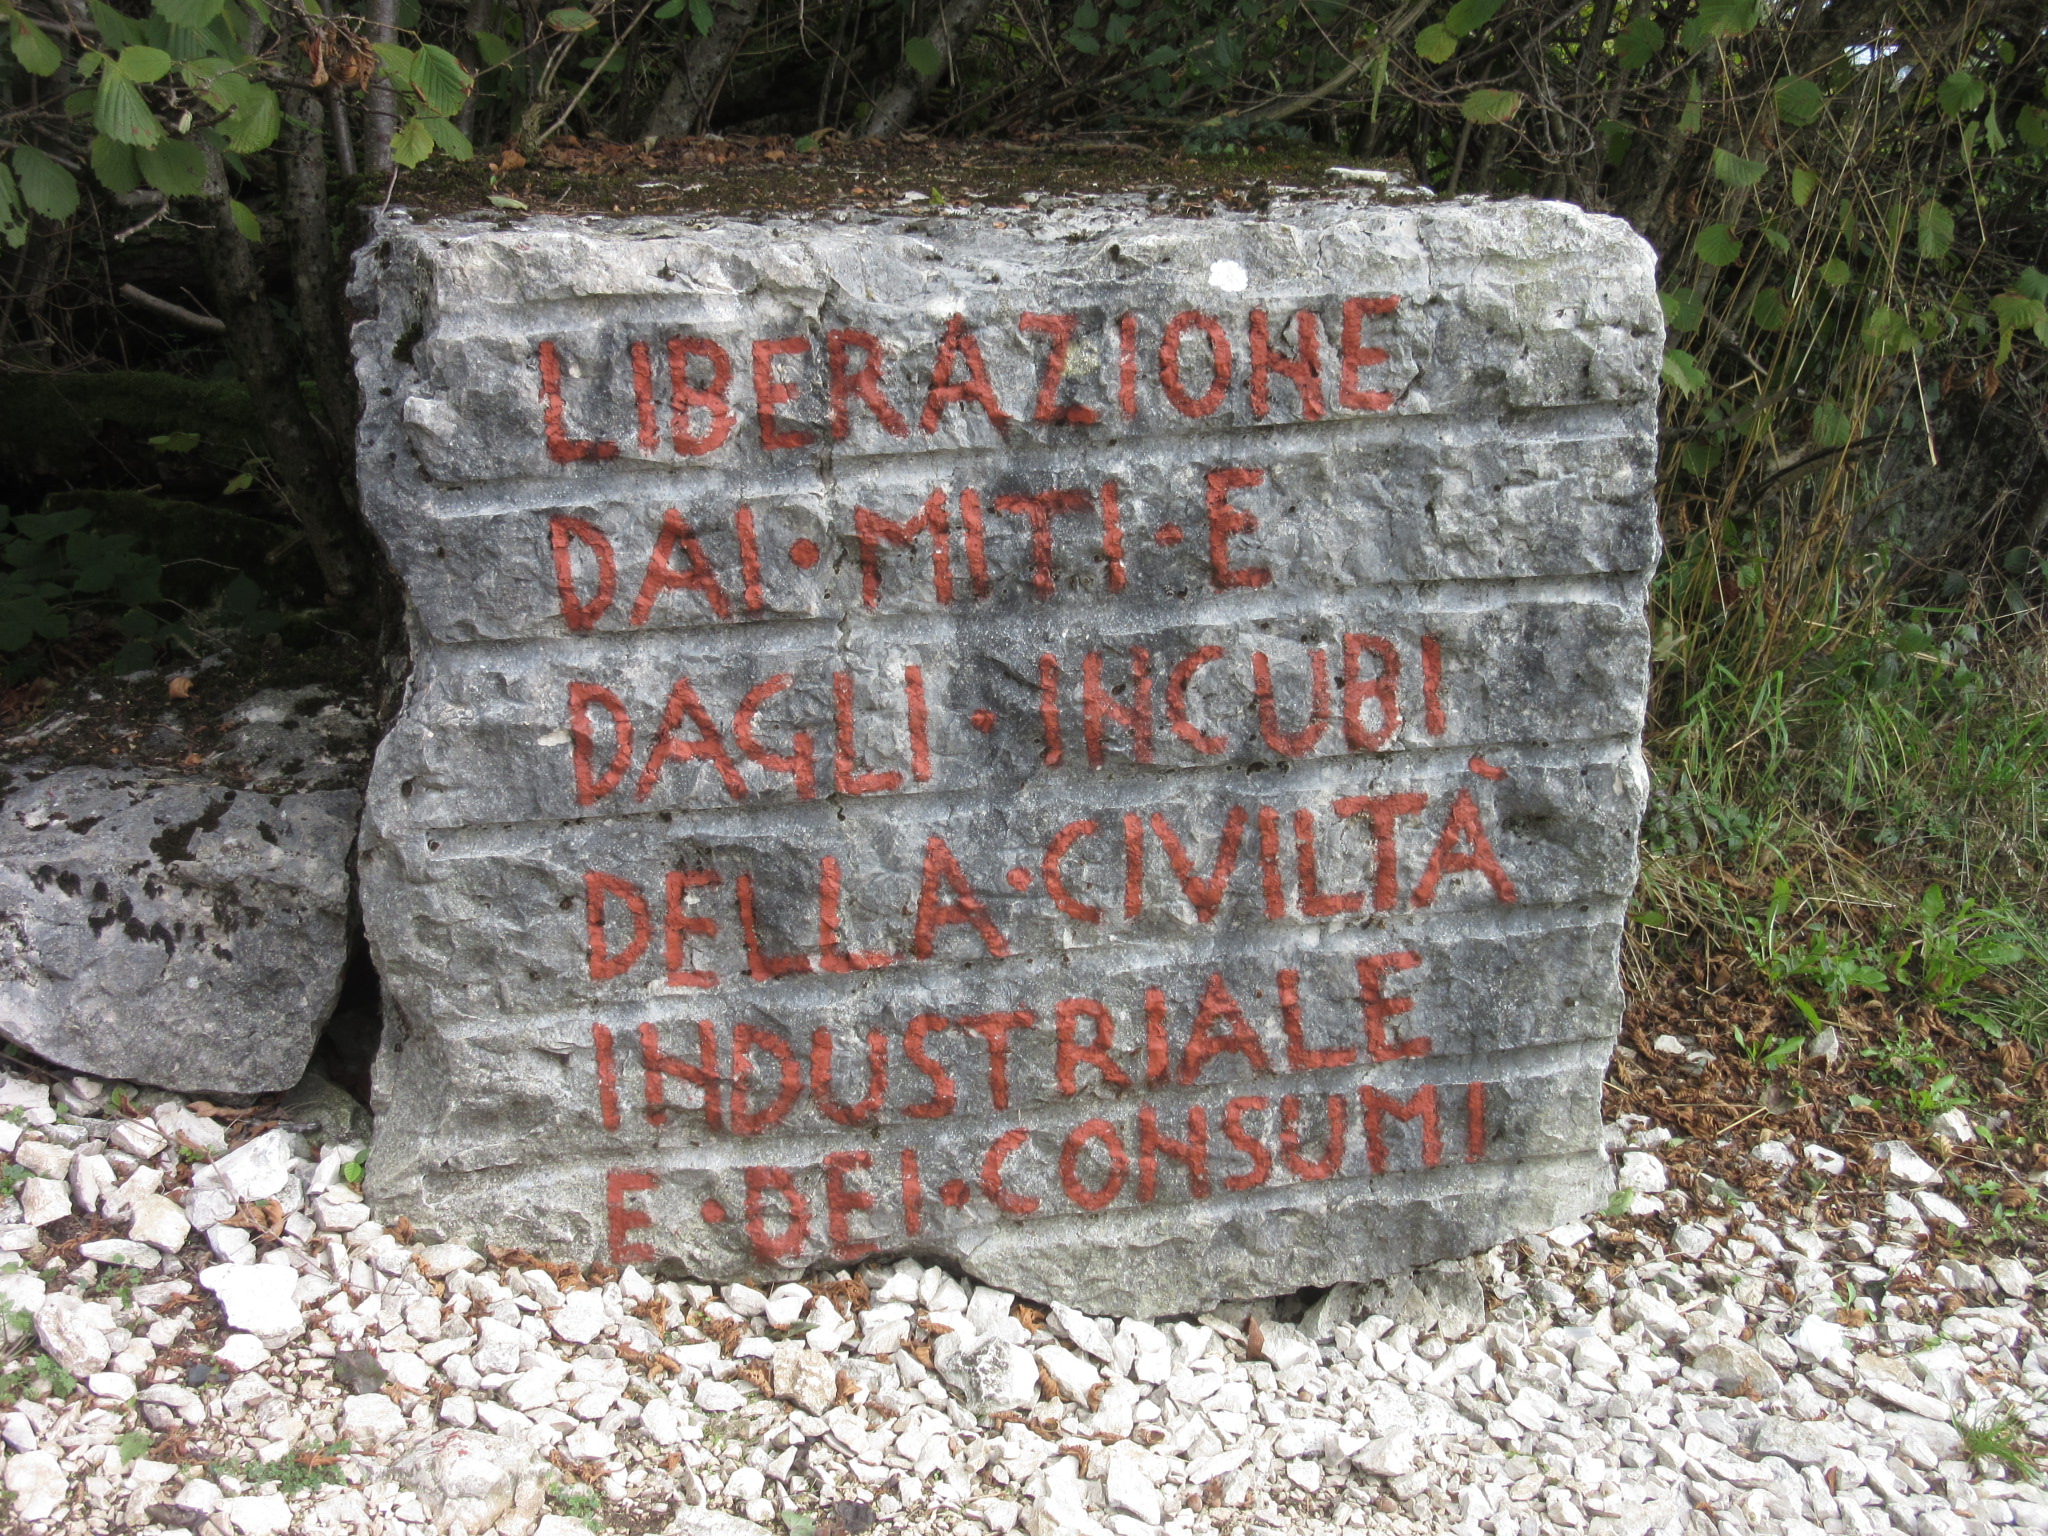 LIBERAZIONE
DAI·MITI·E
DAGLI·INCUBI
DELLA·CIVILTÀ
INDUSTRIALE
E·DEI·CONSUMI